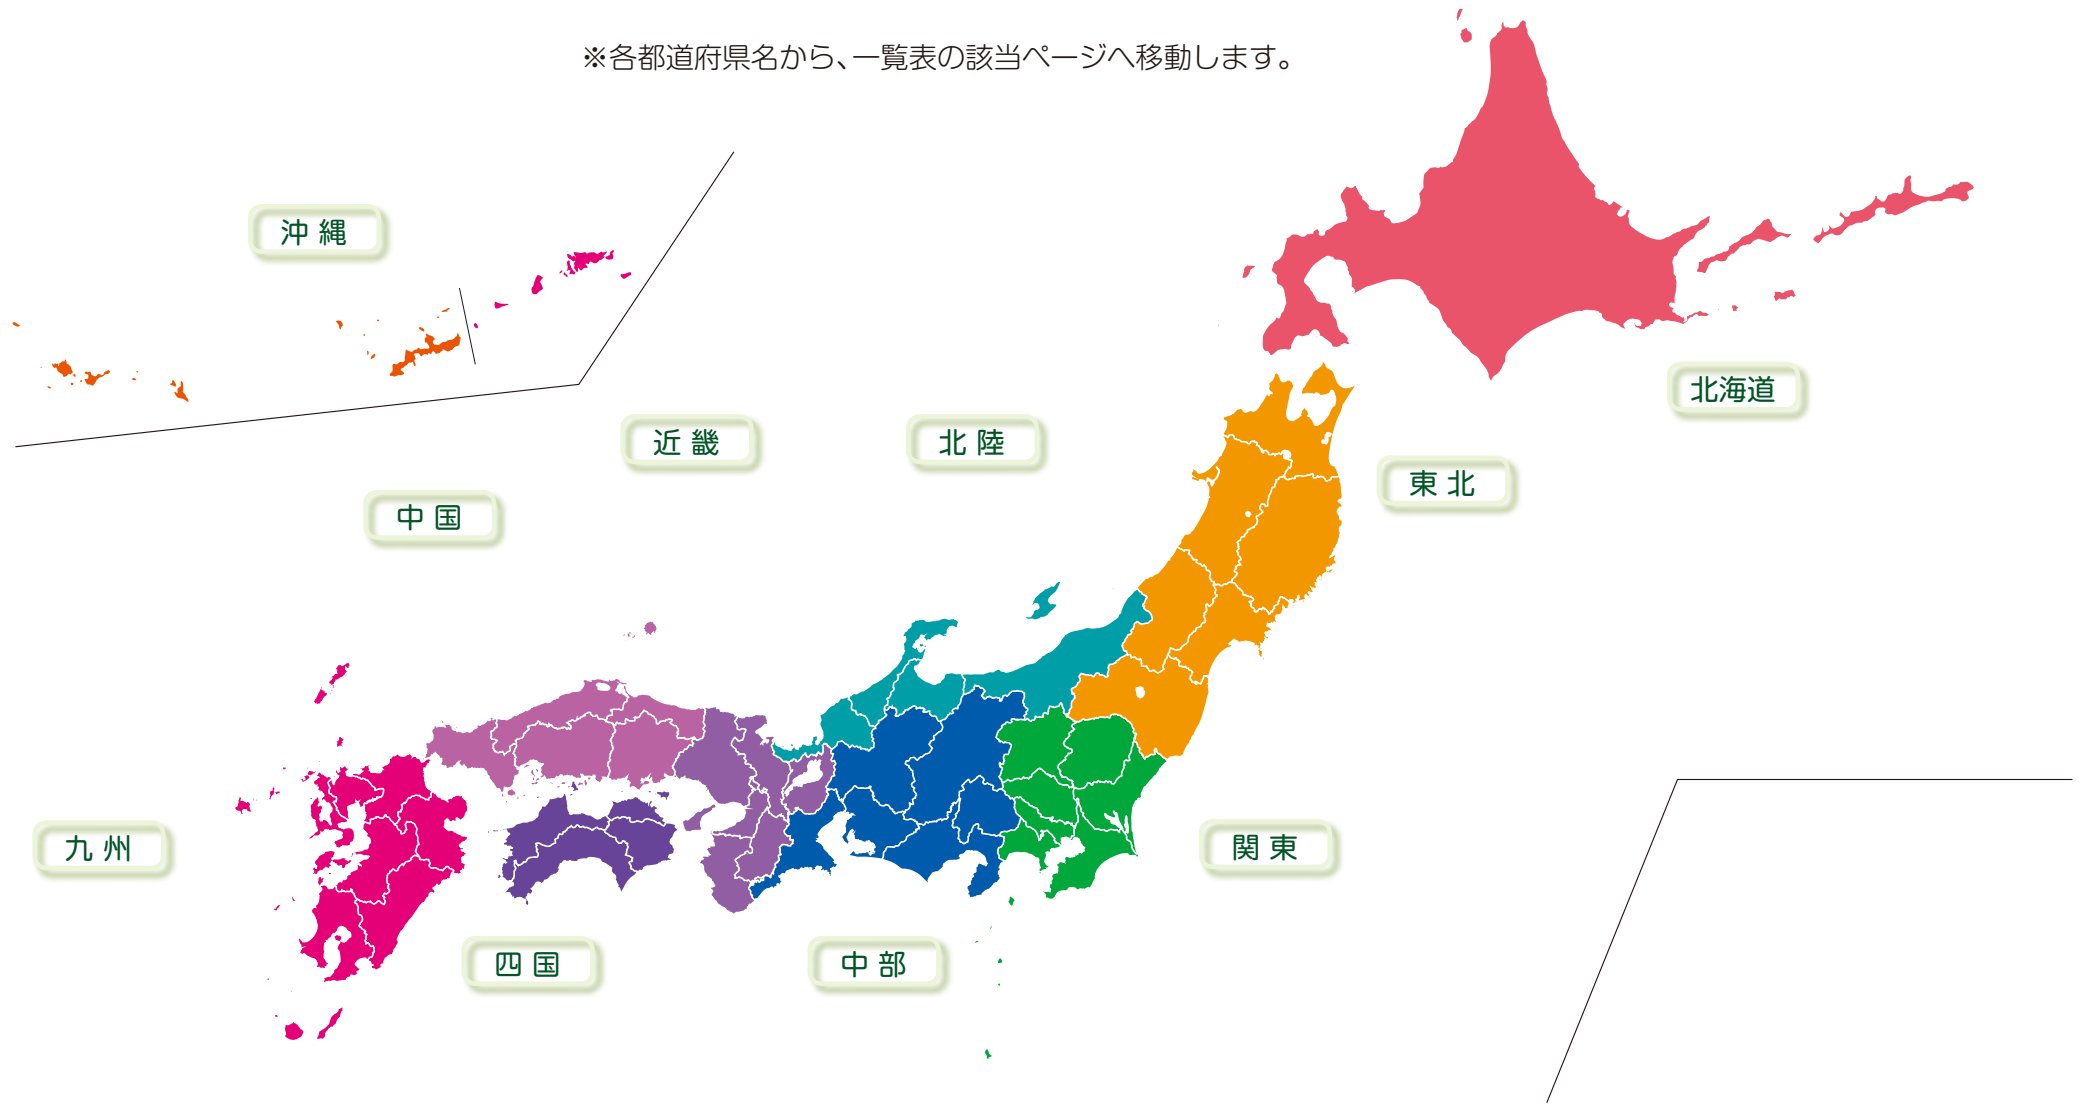 ※各都道府県名から、一覧表の該当ページへ移動します。
沖縄
北海道
近畿
北陸
東北
中国
九州
関東
四国
中部